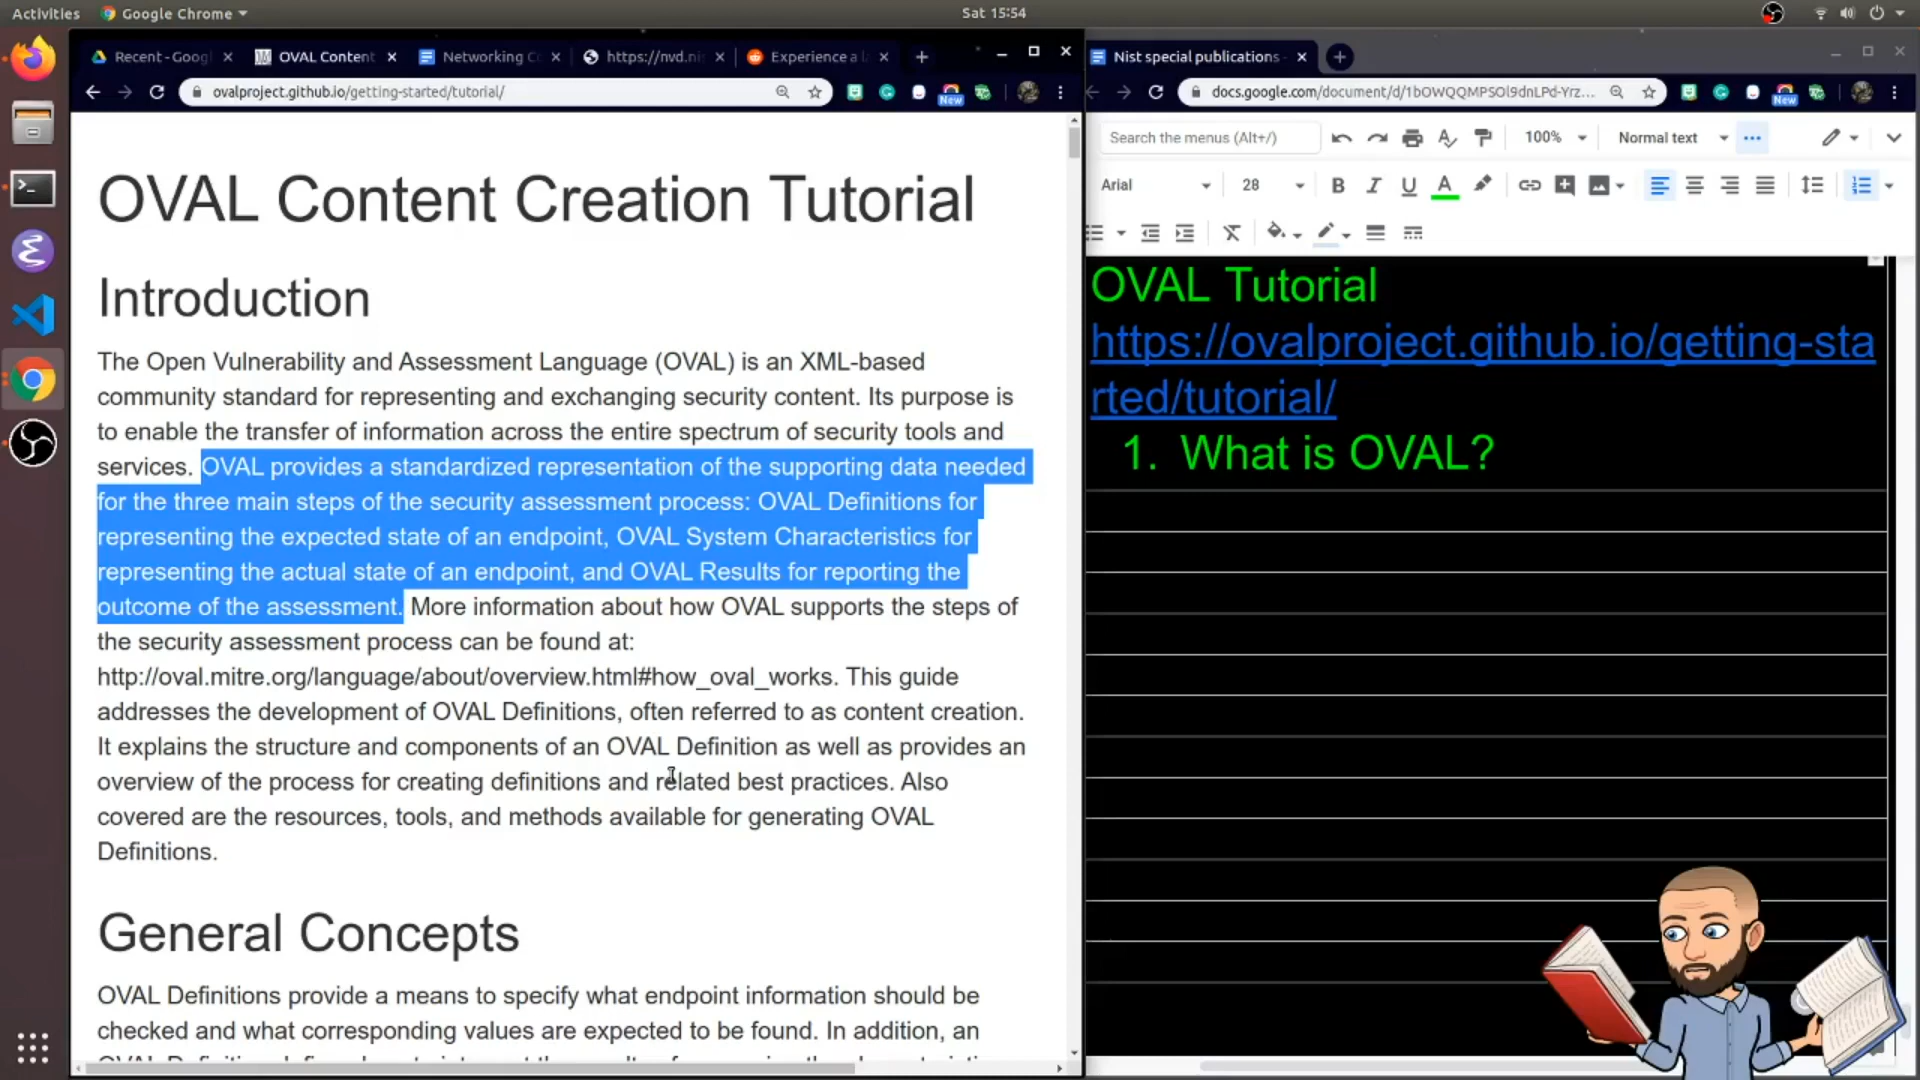 Activities
Google Chrome
Sat 15:54
Recent - Goog
OVAL Content
Networking C
https://nvd.ni
Experience a l
ovalproject.github.io/getting-started/tutorial/
New
OVAL Content Creation Tutorial
Introduction
The Open Vulnerability and Assessment Language (OVAL) is an XML-based
community standard for representing and exchanging security content. Its purpose is
to enable the transfer of information across the entire spectrum of security tools and
services. OVAL provides a standardized representation of the supporting data needed
for the three main steps of the security assessment process: OVAL Definitions for
representing the expected state of an endpoint, OVAL System Characteristics for
representing the actual state of an endpoint, and OVAL Results for reporting the
outcome of the assessment. More information about how OVAL supports the steps of
the security assessment process can be found at:
http://oval.mitre.org/language/about/overview.html#how_oval_works. This guide
addresses the development of OVAL Definitions, often referred to as content creation.
It explains the structure and components of an OVAL Definition as well as provides an
overview of the process for creating definitions and related best practices. Also
covered are the resources, tools, and methods available for generating OVAL
Definitions.
General Concepts
OVAL Definitions provide a means to specify what endpoint information should be
checked and what corresponding values are expected to be found. In addition, an
Nist special publications -
docs.google.com/document/d/1bOWQQMPSOl9dnLPd-Yrz...
New
Search the menus (Alt+/)
100%
Normal text
Arial
28
B I U A
OVAL Tutorial
https://ovalproject.github.io/getting-sta
rted/tutorial/
1. What is OVAL?